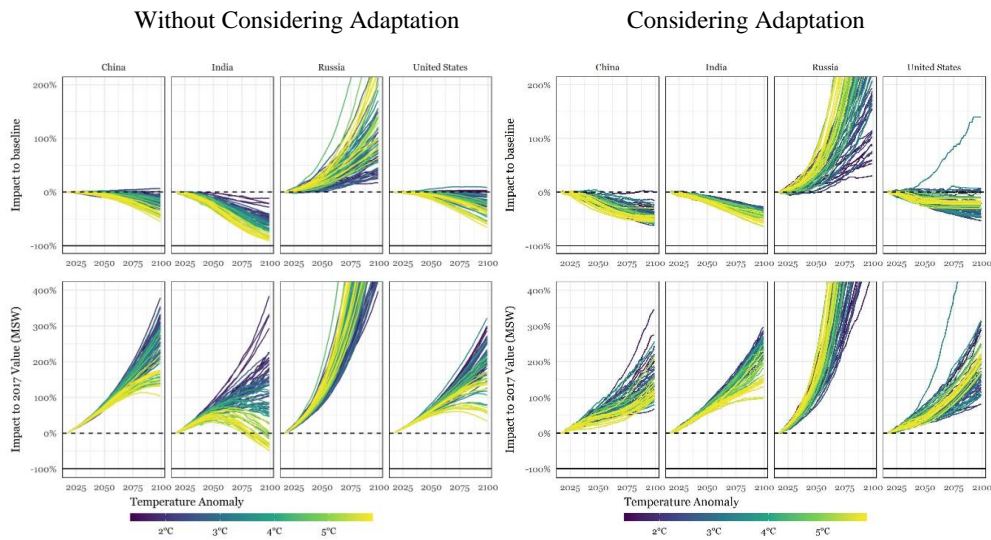 Without Considering Adaptation
Considering Adaptation
China India Russia United States
China India Russia United States
Impact to baseline
200%
100%
0%
-100%
2025 2050 2075 2100 2025 2050 2075 2100 2025 2050 2075 2100 2025 2050 2075 2100
Impact to baseline
200%
100%
0%
-100%
2025 2050 2075 2100 2025 2050 2075 2100 2025 2050 2075 2100 2025 2050 2075 2100
Impact to 2017 Value (MSW)
400%
300%
200%
100%
0%
-100%
2025 2050 2075 2100 2025 2050 2075 2100 2025 2050 2075 2100 2025 2050 2075 2100
Temperature Anomaly
2°C 3°C 4°C 5°C
Impact to 2017 Value (MSW)
400%
300%
200%
100%
0%
-100%
2025 2050 2075 2100 2025 2050 2075 2100 2025 2050 2075 2100 2025 2050 2075 2100
Temperature Anomaly
2°C 3°C 4°C 5°C